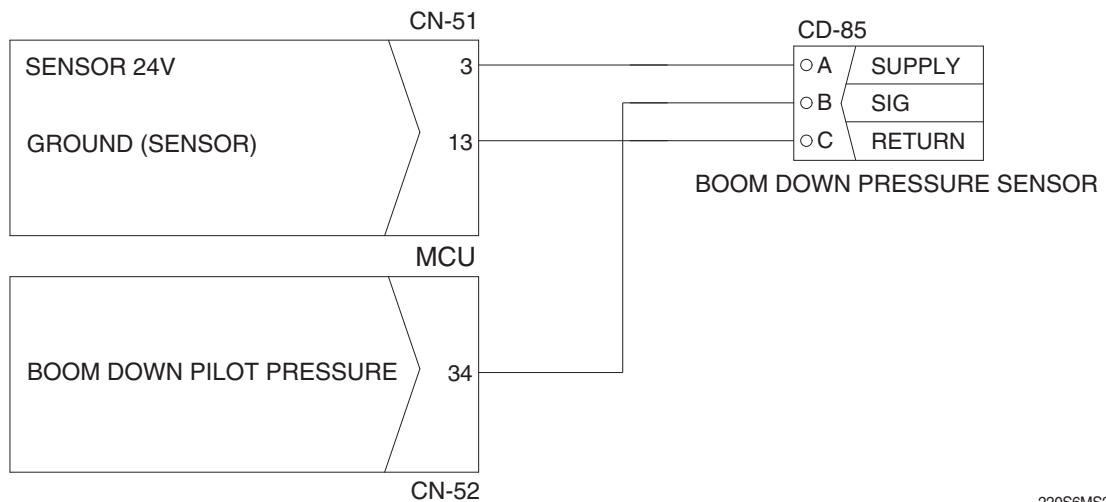 CN-51
CD-85
SENSOR 24V 3
A SUPPLY
B SIG
GROUND (SENSOR) 13
C RETURN
BOOM DOWN PRESSURE SENSOR
MCU
BOOM DOWN PILOT PRESSURE 34
CN-52